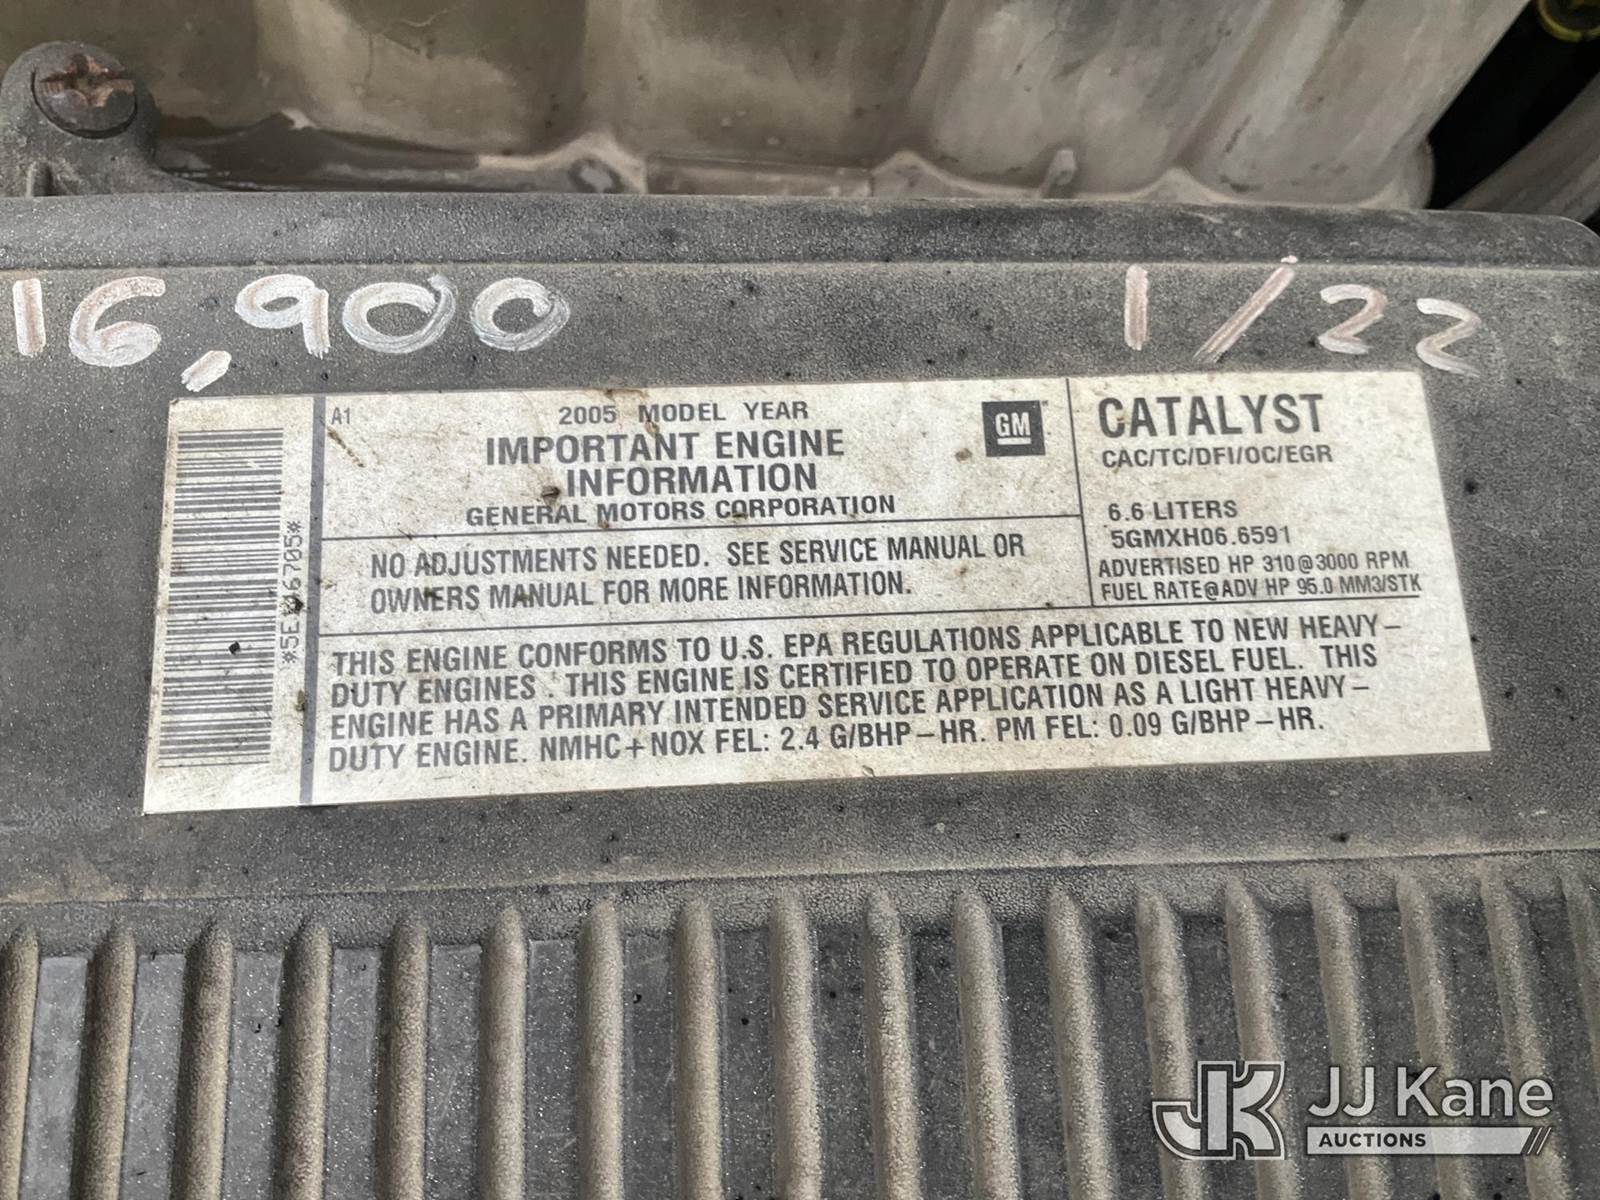 16,900
1/22
A1
2005 MODEL YEAR
IMPORTANT ENGINE
INFORMATION
GENERAL MOTORS CORPORATION
GM
CATALYST
CAC/TC/DFI/OC/EGR
6.6 LITERS
5GMXH06.6591
ADVERTISED HP 310@3000 RPM
FUEL RATE@ADV HP 95.0 MM3/STK
NO ADJUSTMENTS NEEDED. SEE SERVICE MANUAL OR
OWNERS MANUAL FOR MORE INFORMATION.
THIS ENGINE CONFORMS TO U.S. EPA REGULATIONS APPLICABLE TO NEW HEAVY-
DUTY ENGINES . THIS ENGINE IS CERTIFIED TO OPERATE ON DIESEL FUEL. THIS
ENGINE HAS A PRIMARY INTENDED SERVICE APPLICATION AS A LIGHT HEAVY-
DUTY ENGINE. NMHC+NOX FEL: 2.4 G/BHP-HR. PM FEL: 0.09 G/BHP-HR.
JK
JJ Kane
AUCTIONS